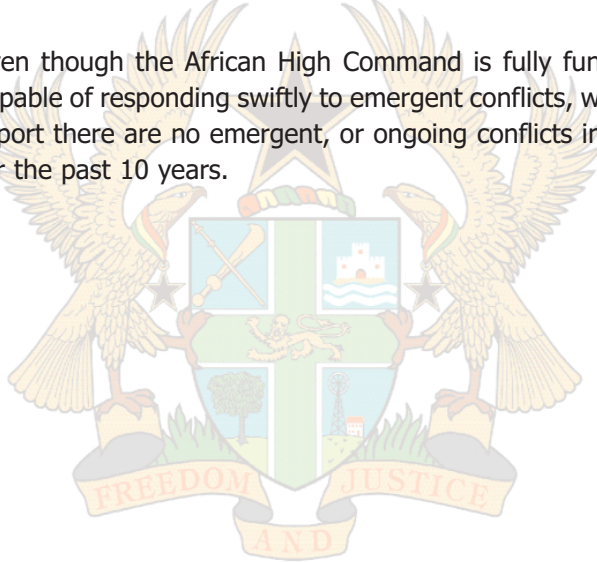 ven though the African High Command is fully fun
pable of responding swiftly to emergent conflicts, w
port there are no emergent, or ongoing conflicts in
r the past 10 years.
FREEDOM
JUSTICE
AND